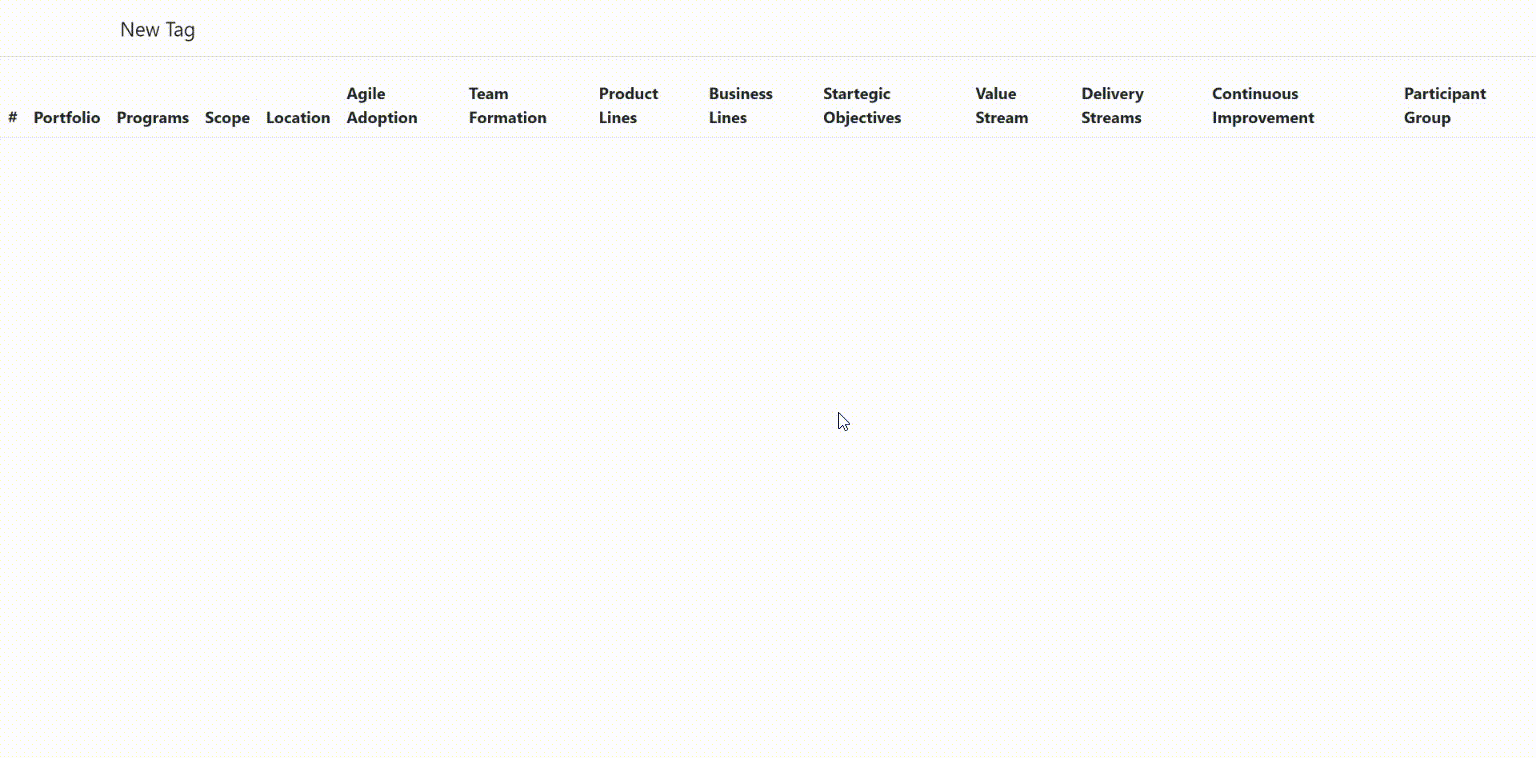 New Tag
# Portfolio Programs Scope Location Agile Adoption Team Formation Product Lines Business Lines Startegic Objectives Value Stream Delivery Streams Continuous Improvement Participant Group